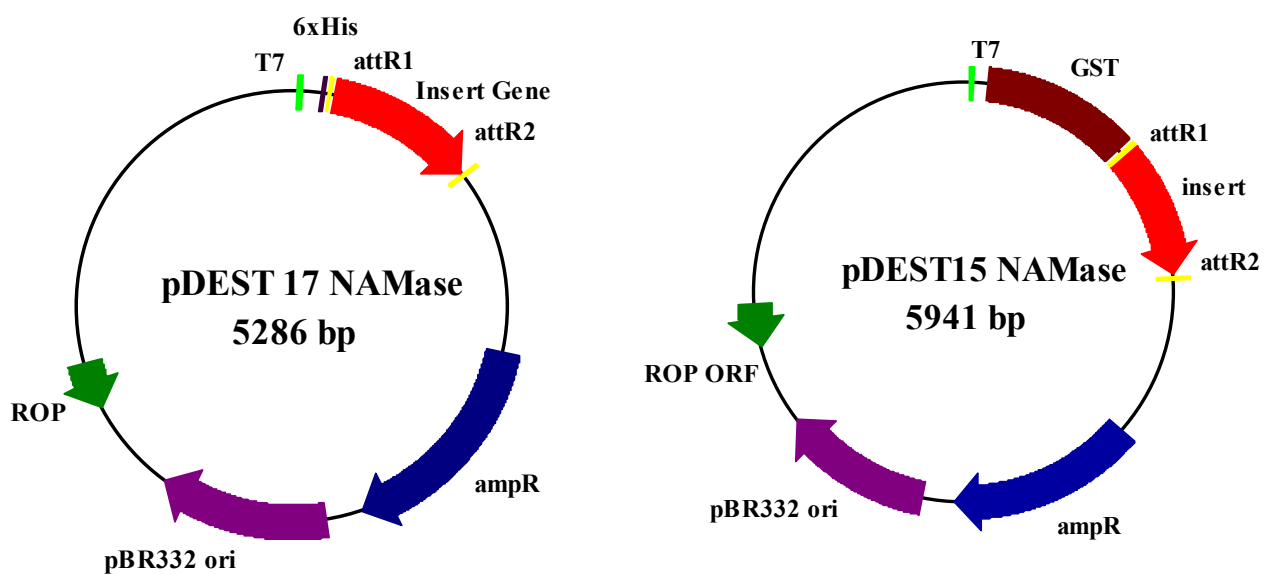 6xHis
T7
attR1
Insert Gene
attR2
pDEST 17 NAMase
5286 bp
ROP
ampR
pBR332 ori
T7
GST
attR1
insert
attR2
pDEST15 NAMase
5941 bp
ROP ORF
pBR332 ori
ampR